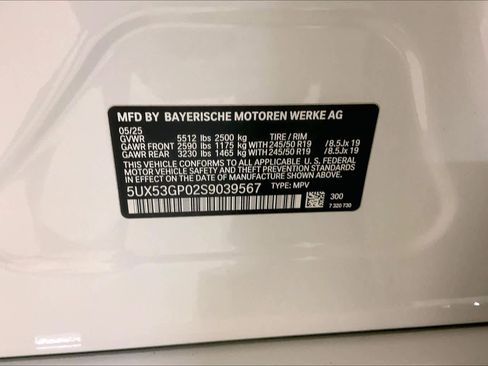 MFD BY BAYERISCHE MOTOREN WERKE AG
05/25
GVWR 5512 lbs 2500 kg TIRE / RIM
GAWR FRONT 2590 lbs 1175 kg WITH 245/50 R19 /8.5Jx 19
GAWR REAR 3230 lbs 1465 kg WITH 245/50 R19 /8.5Jx 19
THIS VEHICLE CONFORMS TO ALL APPLICABLE U. S. FEDERAL
MOTOR VEHICLE SAFETY AND THEFT PREVENTION STANDARDS
IN EFFECT ON THE DATE OF MANUFACTURE SHOWN ABOVE.
5UX53GP02S9039567 TYPE: MPV
300
7 320 730